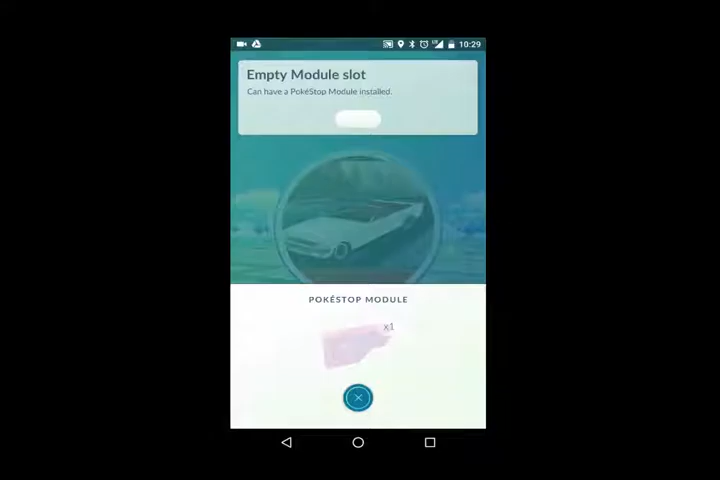 10:29
Empty Module slot
Can have a PokéStop Module installed.
POKÉSTOP MODULE
x1